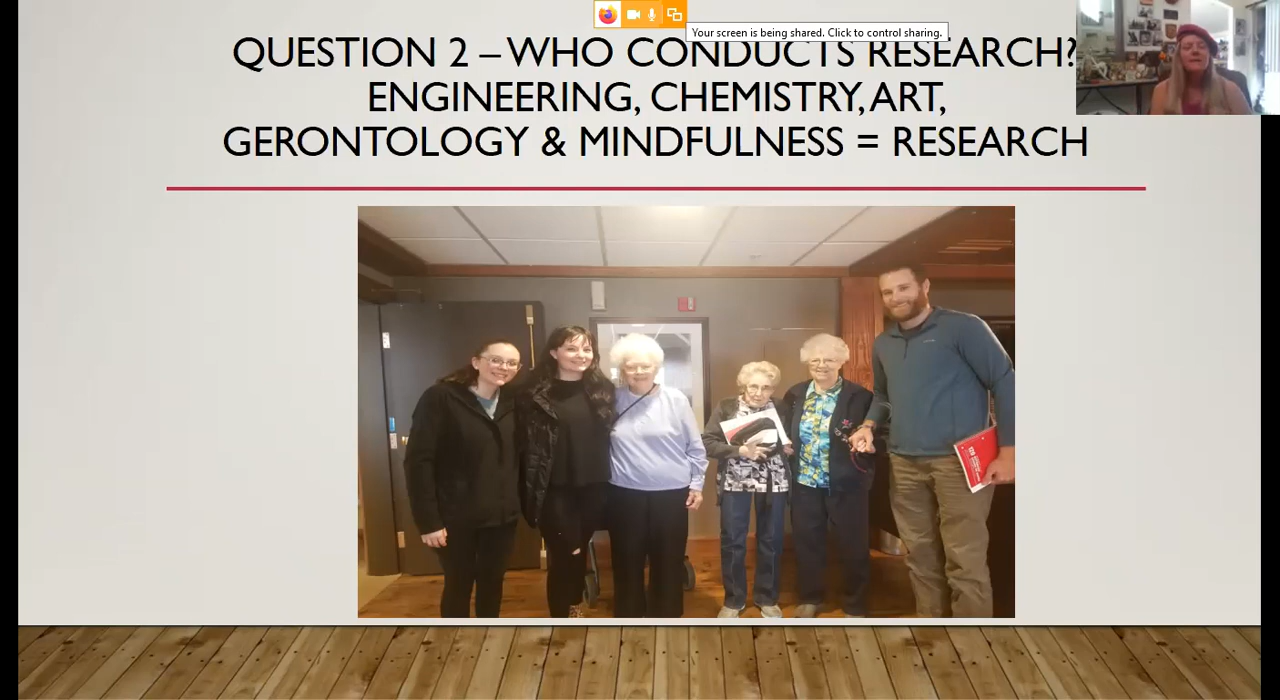 Your screen is being shared. Click to control sharing.
QUESTION 2 – WHO CONDUCTS RESEARCH?
ENGINEERING, CHEMISTRY, ART,
GERONTOLOGY & MINDFULNESS = RESEARCH